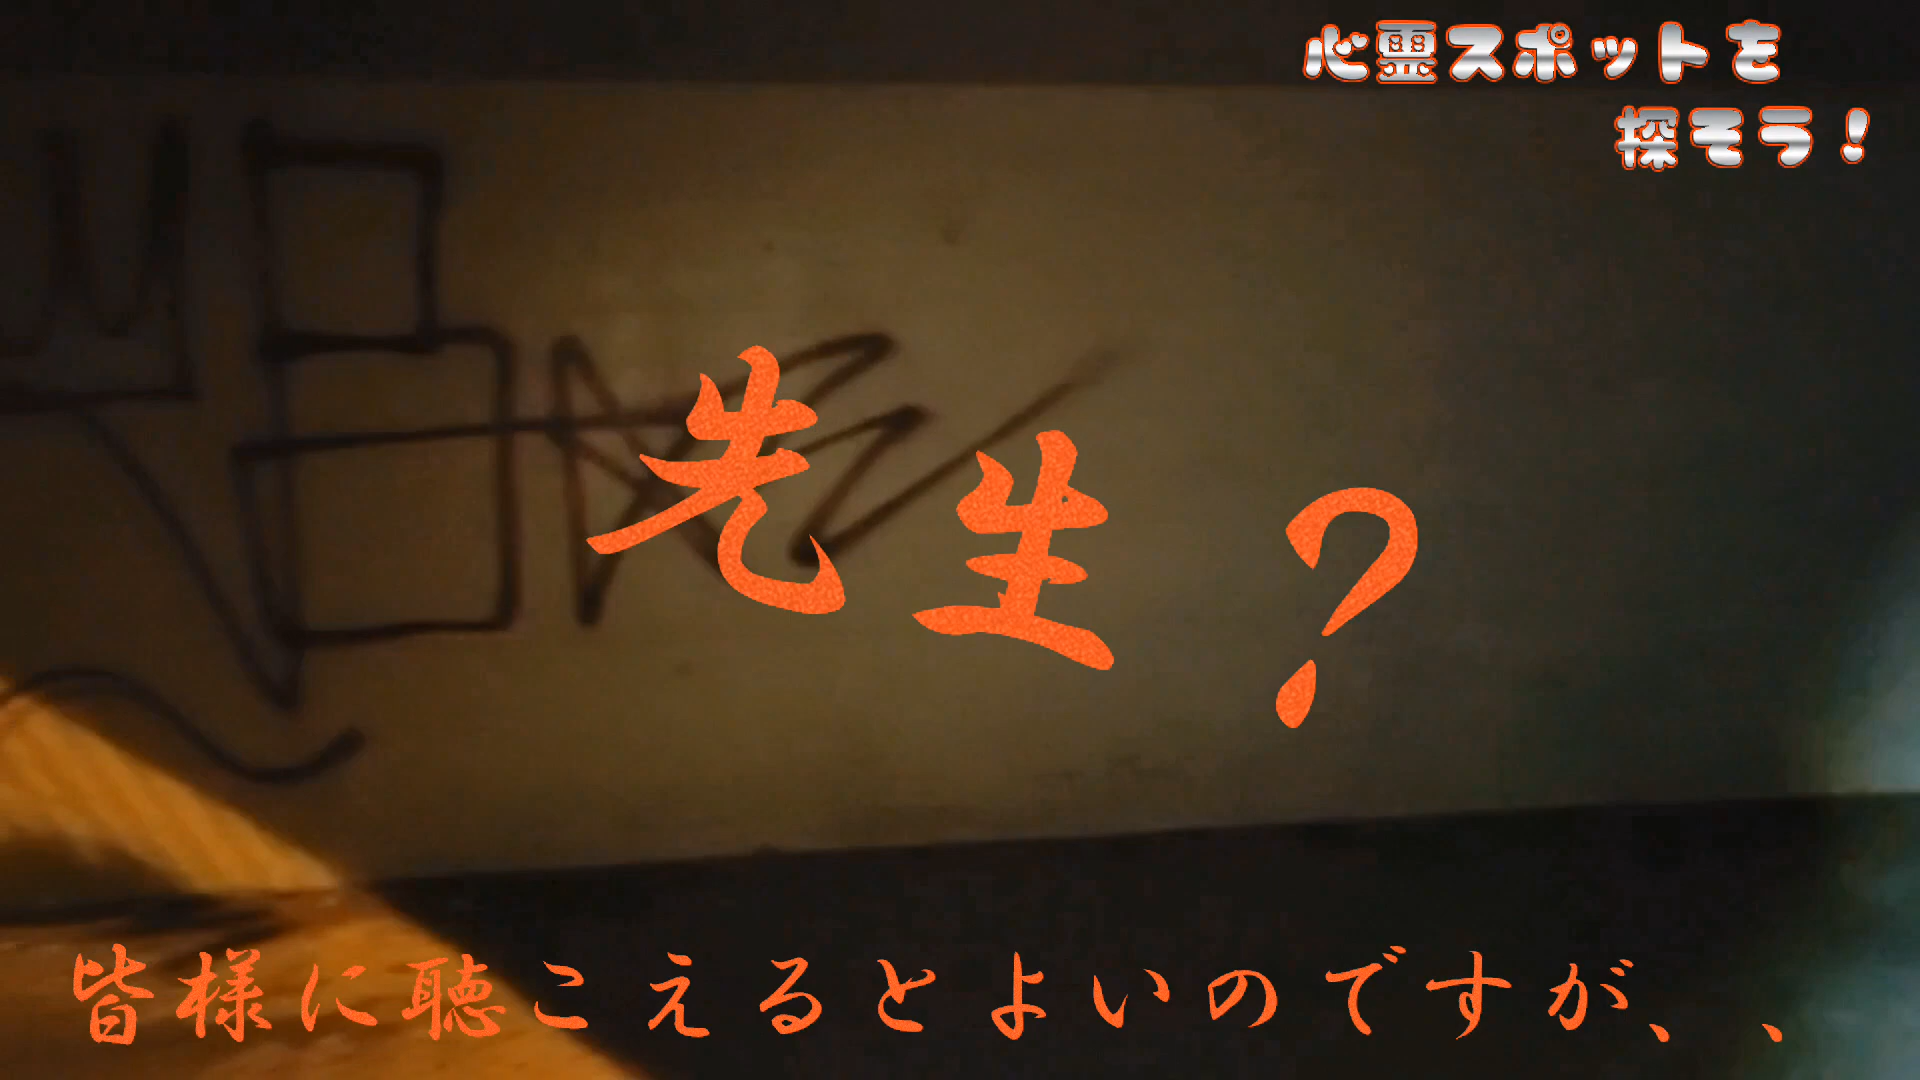 心霊スポットを
探そう！
先生？
皆様に聴こえるとよいのですが、、